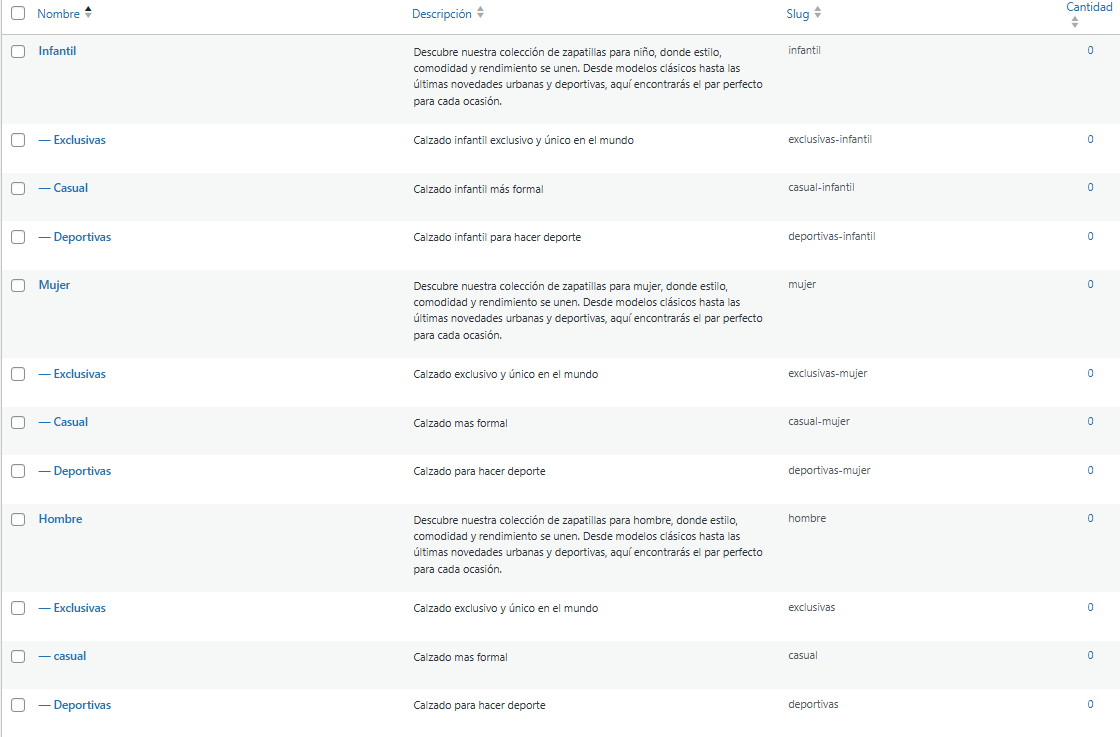 Nombre Descripción Slug Cantidad
Infantil Descubre nuestra colección de zapatillas para niño, donde estilo, infantil 0
comodidad y rendimiento se unen. Desde modelos clásicos hasta las
últimas novedades urbanas y deportivas, aquí encontrarás el par perfecto
para cada ocasión.
— Exclusivas Calzado infantil exclusivo y único en el mundo exclusivas-infantil 0
— Casual Calzado infantil más formal casual-infantil 0
— Deportivas Calzado infantil para hacer deporte deportivas-infantil 0
Mujer Descubre nuestra colección de zapatillas para mujer, donde estilo, mujer 0
comodidad y rendimiento se unen. Desde modelos clásicos hasta las
últimas novedades urbanas y deportivas, aquí encontrarás el par perfecto
para cada ocasión.
— Exclusivas Calzado exclusivo y único en el mundo exclusivas-mujer 0
— Casual Calzado mas formal casual-mujer 0
— Deportivas Calzado para hacer deporte deportivas-mujer 0
Hombre Descubre nuestra colección de zapatillas para hombre, donde estilo, hombre 0
comodidad y rendimiento se unen. Desde modelos clásicos hasta las
últimas novedades urbanas y deportivas, aquí encontrarás el par perfecto
para cada ocasión.
— Exclusivas Calzado exclusivo y único en el mundo exclusivas 0
— casual Calzado mas formal casual 0
— Deportivas Calzado para hacer deporte deportivas 0